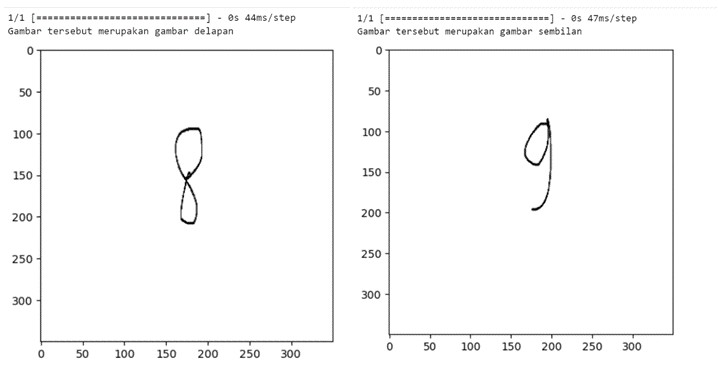 1/1 [==============================] - 0s 44ms/step
Gambar tersebut merupakan gambar delapan
0
50
100
150
200
250
300
8
0 50 100 150 200 250 300
1/1 [==============================] - 0s 47ms/step
Gambar tersebut merupakan gambar sembilan
0
50
100
150
200
250
300
9
0 50 100 150 200 250 300